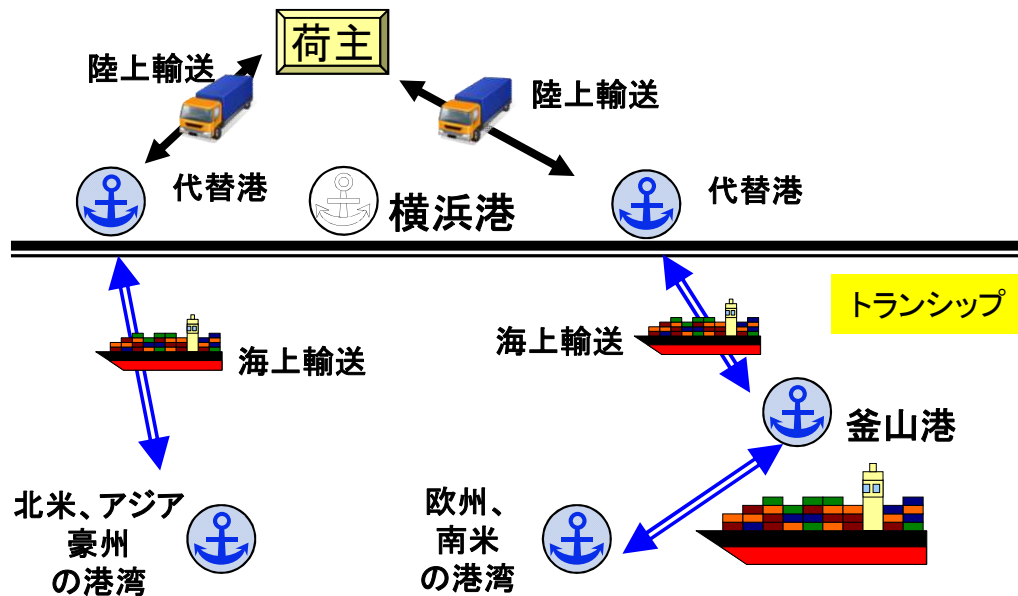 荷主
陸上輸送
陸上輸送
代替港
横浜港
代替港
トランシップ
海上輸送
海上輸送
釜山港
北米、アジア
豪州
の港湾
欧州、
南米
の港湾